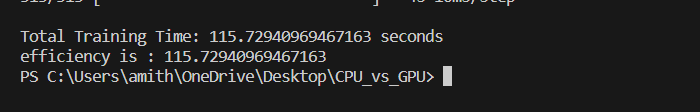 Total Training Time: 115.72940969467163 seconds
efficiency is : 115.72940969467163
PS C:\Users\amith\OneDrive\Desktop\CPU_vs_GPU>